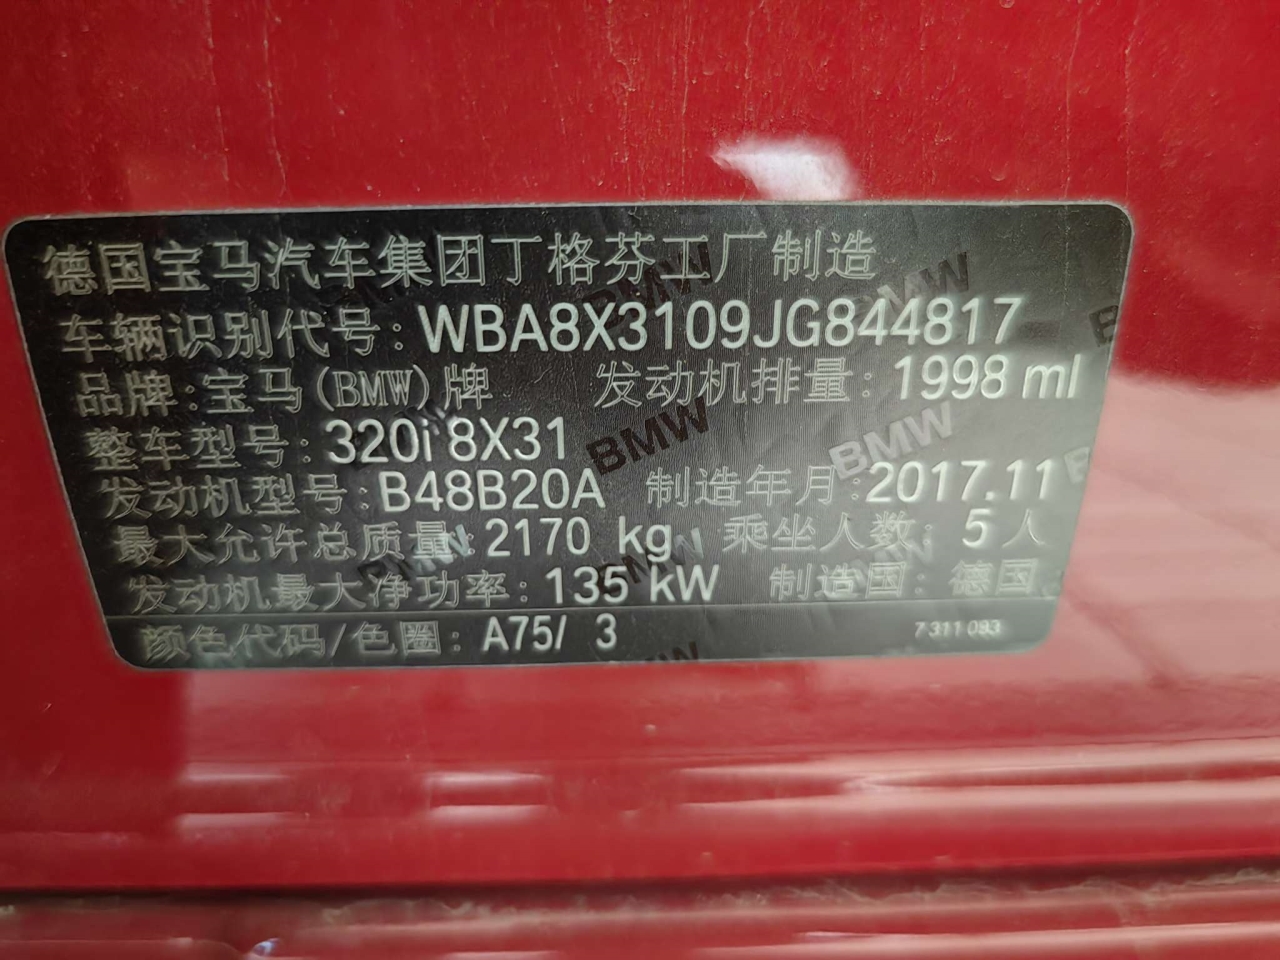 德国宝马汽车集团丁格芬工厂制造
车辆识别代号: WBA8X3109JG844817
品牌:宝马(BMW)牌 发动机排量: 1998 ml
整车型号: 320i 8X31
发动机型号: B48B20A 制造年月:2017.11
最大允许总质量:2170 kg 乘坐人数: 5人
发动机最大净功率: 135 kW 制造国: 德国
颜色代码/色圈: A75/ 3 7 311 093